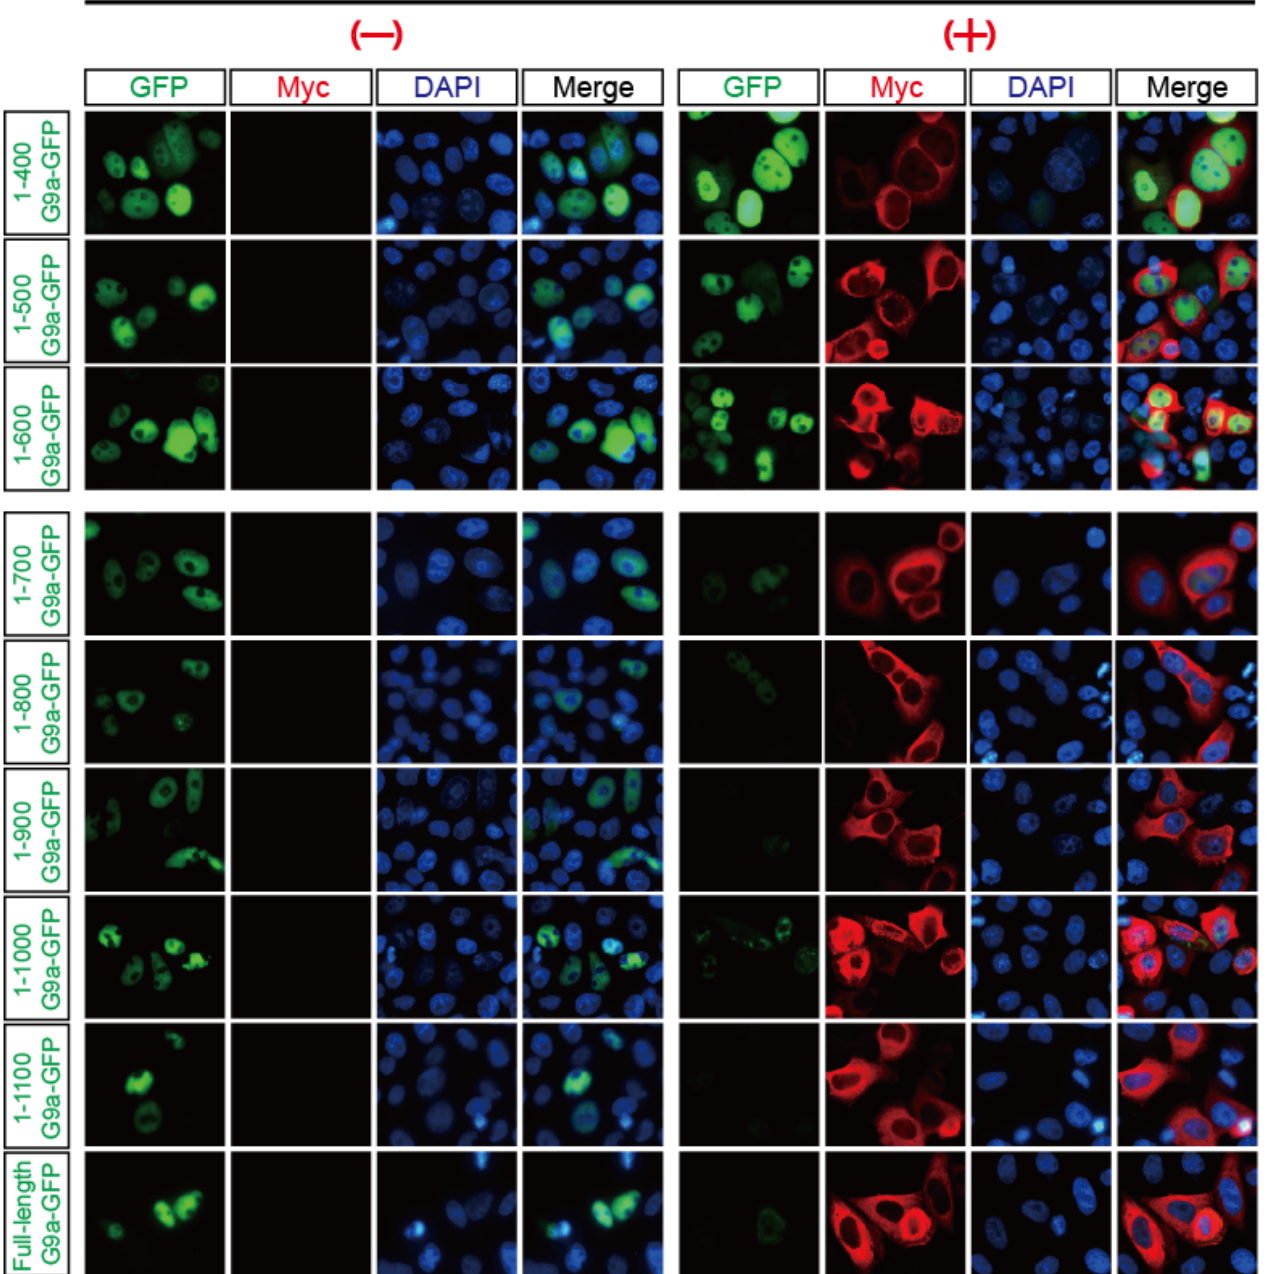 (—) (+)
GFP Myc DAPI Merge GFP Myc DAPI Merge
1-400
G9a-GFP
1-500
G9a-GFP
1-600
G9a-GFP
1-700
G9a-GFP
1-800
G9a-GFP
1-900
G9a-GFP
1-1000
G9a-GFP
1-1100
G9a-GFP
Full-length
G9a-GFP